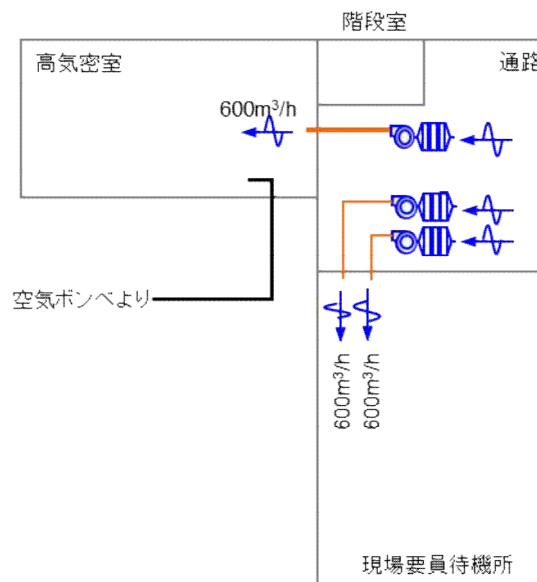 階段室
高気密室
通路
600m³/h
空気ボンベより
600m³/h
600m³/h
現場要員待機所